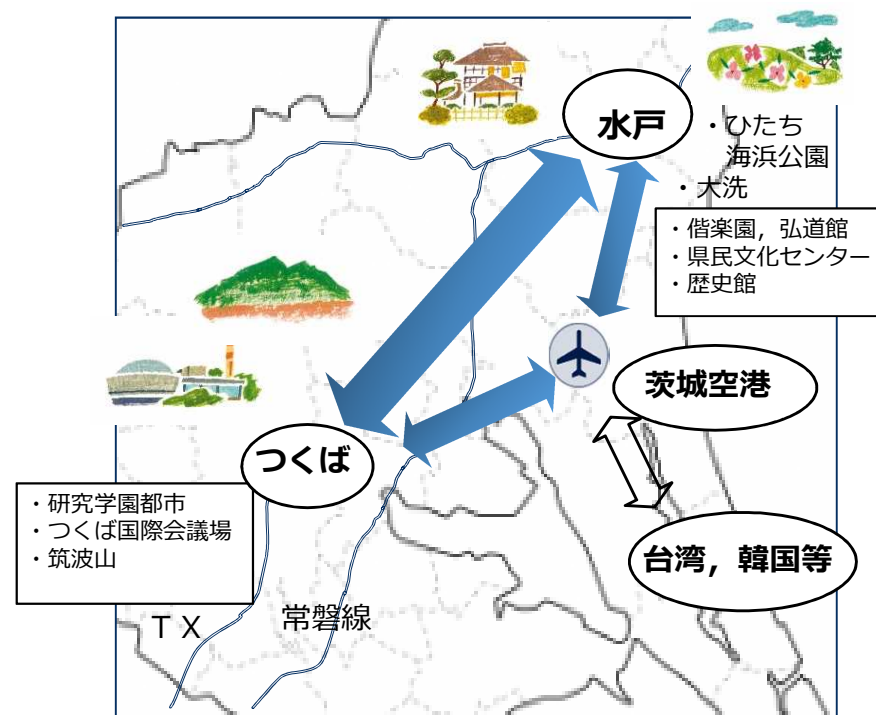 水戸
・ひたち
海浜公園
・大洗
・偕楽園，弘道館
・県民文化センター
・歴史館
茨城空港
つくば
・研究学園都市
・つくば国際会議場
・筑波山
台湾，韓国等
ＴＸ
常磐線